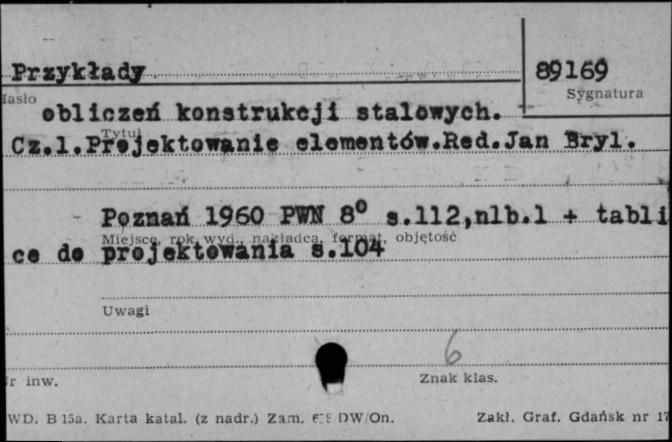 Przykłady
89169
Hasło
Sygnatura
obliczeń konstrukcji stalowych.
Tytuł
Cz.1.Projektowanie elementów.Red.Jan Bryl.
Poznań 1960 PWN 8° s.112,nlb.1 + tabli
Miejsce, rok wyd., nakładca, format, objętość
ce do projektowania s.104
Uwagi
6
Nr inw.
Znak klas.
WD. B 15a. Karta katal. (z nadr.) Zam. DW/On.
Zakł. Graf. Gdańsk nr 17